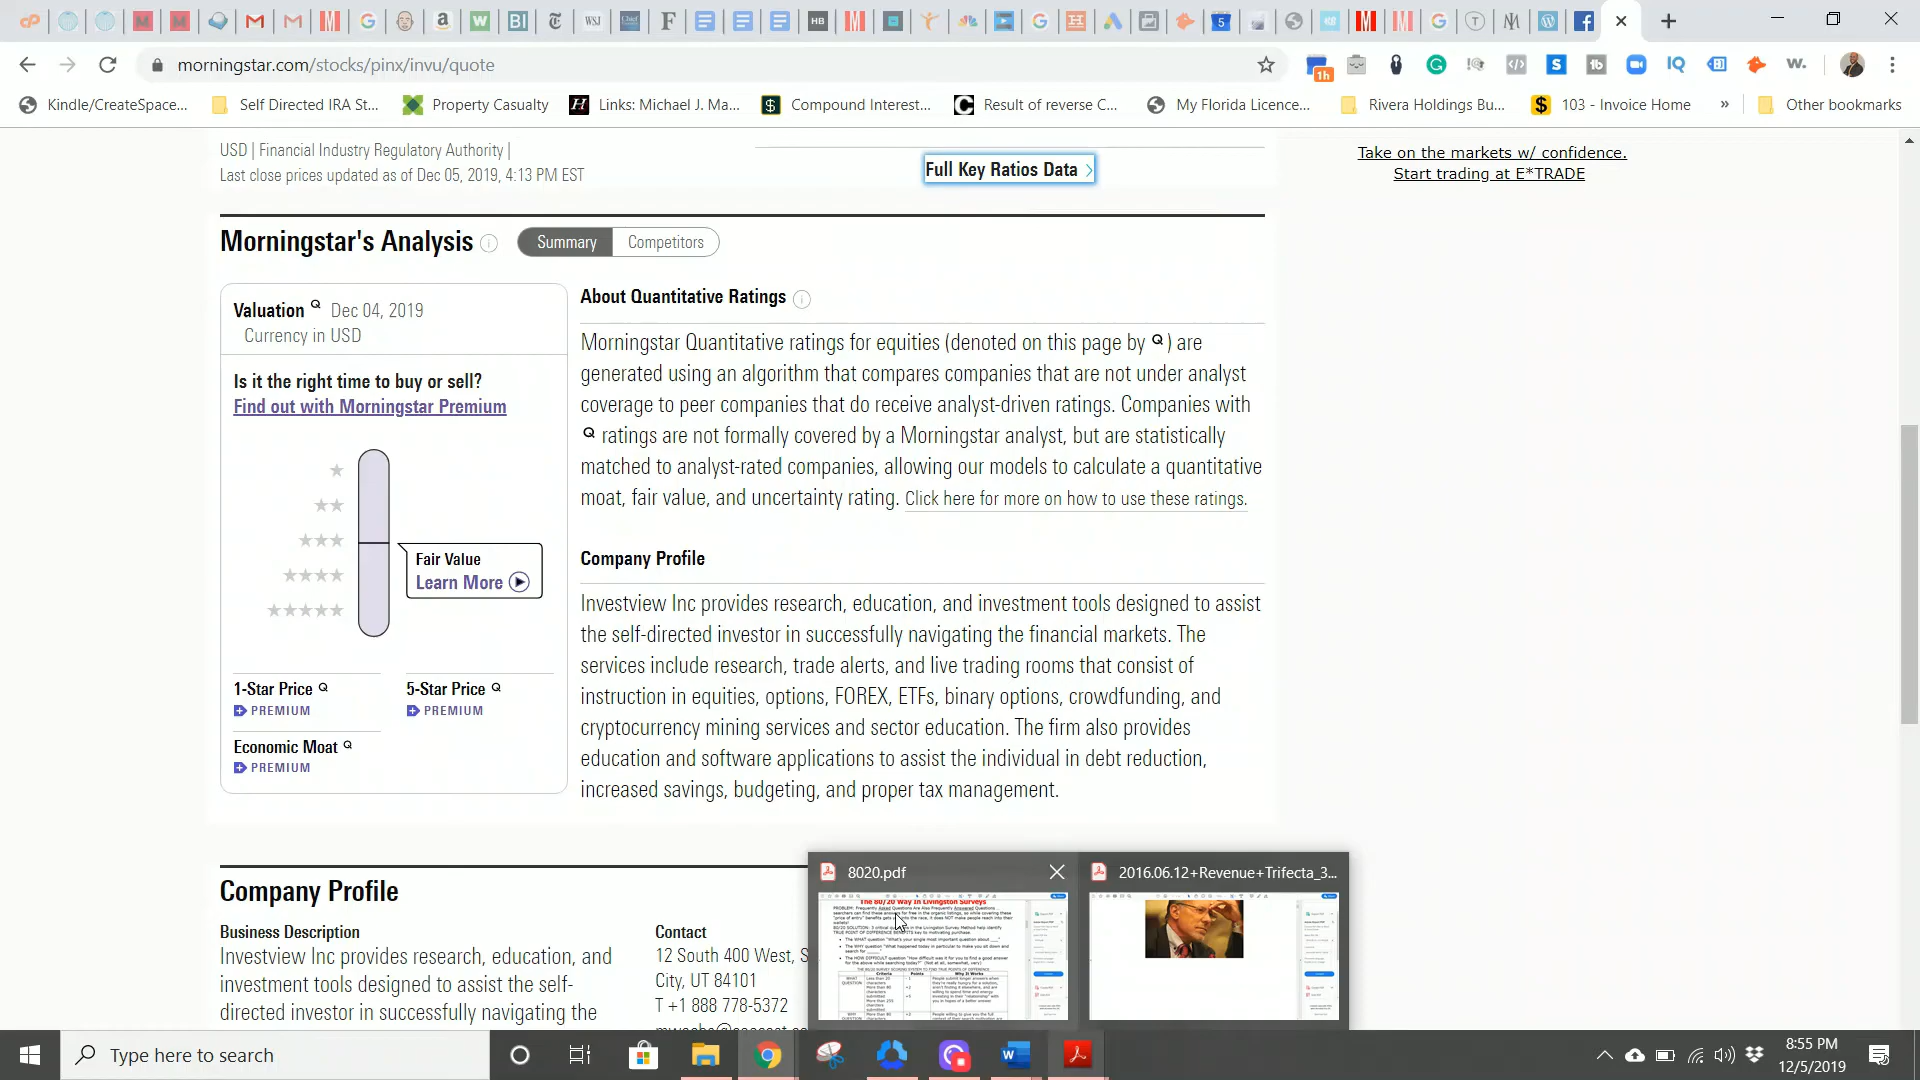 morningstar.com/stocks/pinx/invu/quote
1h
Kindle/CreateSpace...
Self Directed IRA St...
Property Casualty
Links: Michael J. Ma...
Compound Interest...
Result of reverse C...
My Florida Licence...
Rivera Holdings Bu...
103 - Invoice Home
»
Other bookmarks
USD | Financial Industry Regulatory Authority |
Last close prices updated as of Dec 05, 2019, 4:13 PM EST
Full Key Ratios Data
Take on the markets w/ confidence.
Start trading at E*TRADE
Morningstar's Analysis
Summary
Competitors
Valuation Q Dec 04, 2019
Currency in USD
Is it the right time to buy or sell?
Find out with Morningstar Premium
Fair Value
Learn More
1-Star Price Q
PREMIUM
5-Star Price Q
PREMIUM
Economic Moat Q
PREMIUM
About Quantitative Ratings
Morningstar Quantitative ratings for equities (denoted on this page by Q) are
generated using an algorithm that compares companies that are not under analyst
coverage to peer companies that do receive analyst-driven ratings. Companies with
Q ratings are not formally covered by a Morningstar analyst, but are statistically
matched to analyst-rated companies, allowing our models to calculate a quantitative
moat, fair value, and uncertainty rating. Click here for more on how to use these ratings.
Company Profile
Investview Inc provides research, education, and investment tools designed to assist
the self-directed investor in successfully navigating the financial markets. The
services include research, trade alerts, and live trading rooms that consist of
instruction in equities, options, FOREX, ETFs, binary options, crowdfunding, and
cryptocurrency mining services and sector education. The firm also provides
education and software applications to assist the individual in debt reduction,
increased savings, budgeting, and proper tax management.
Company Profile
Business Description
Investview Inc provides research, education, and
investment tools designed to assist the self-
directed investor in successfully navigating the
Contact
12 South 400 West, S
City, UT 84101
T +1 888 778-5372
8020.pdf
The 80/20 Way In Livingston Surveys
2016.06.12+Revenue+Trifecta_3...
Type here to search
8:55 PM
12/5/2019